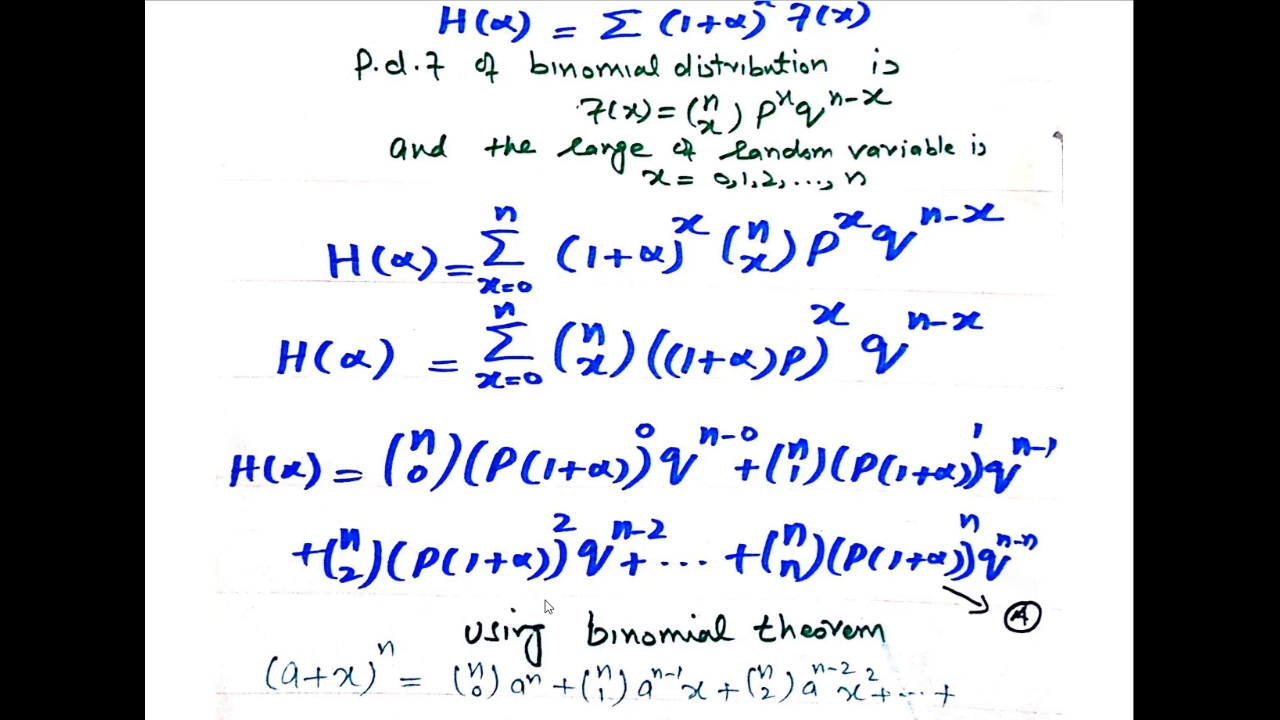 H(α) = Σ (1+α)^x f(x)
p.d.f of binomial distribution is
f(x) = (n x) p^x q^n-x
and the range of random variable is
x = 0,1,2,...,n
H(α) = Σ_x=0^n (1+α)^x (n x) p^x q^n-x
H(α) = Σ_x=0^n (n x) ((1+α)p)^x q^n-x
H(α) = (n 0) (P(1+α))^0 q^n-0 + (n 1) (P(1+α))^1 q^n-1
+ (n 2) (P(1+α))^2 q^n-2 + ... + (n n) (P(1+α))^n q^n-n
→ (A)
using binomial theorem
(a+x)^n = (n 0) a^n + (n 1) a^n-1 x + (n 2) a^n-2 x^2 + ... +